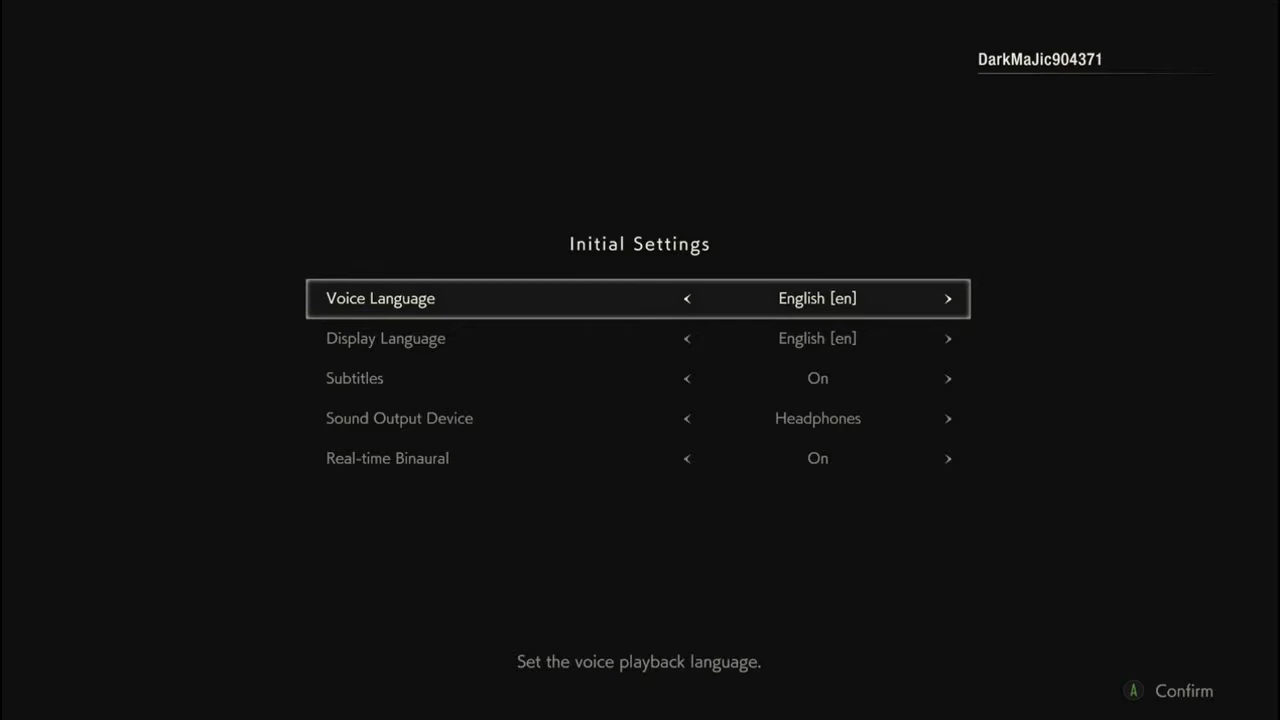 DarkMaJic904371
Initial Settings
Voice Language < English [en] >
Display Language < English [en] >
Subtitles < On >
Sound Output Device < Headphones >
Real-time Binaural < On >
Set the voice playback language.
A Confirm